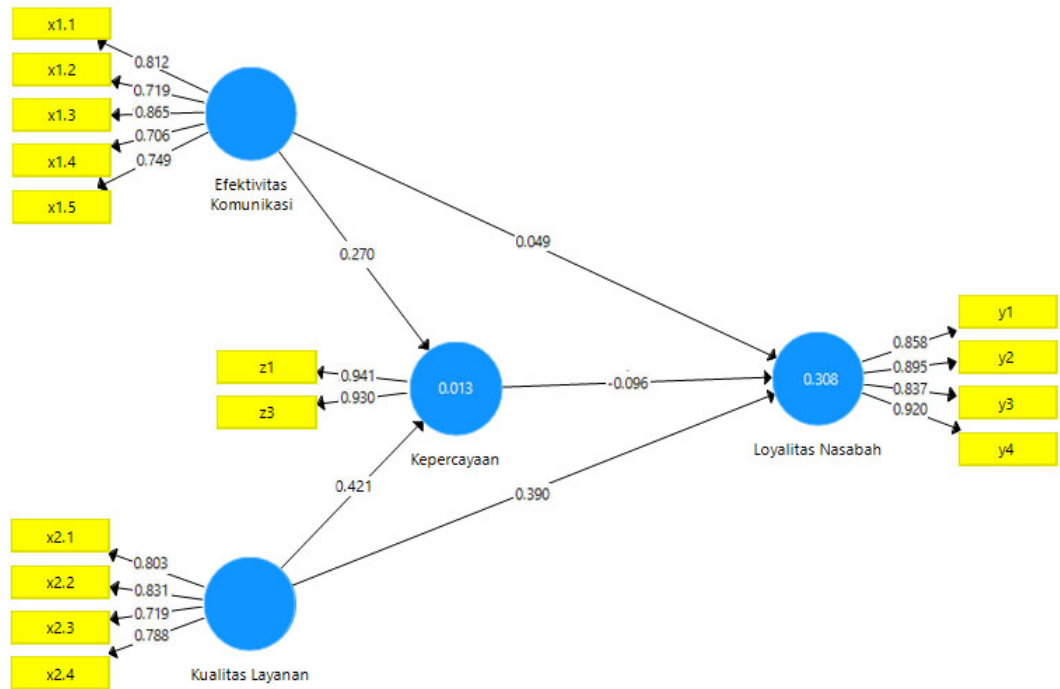 x1.1
0.812
x1.2
0.719
x1.3
0.865
x1.4
0.706
0.749
x1.5
Efektivitas
Komunikasi
0.270
0.049
z1
0.941
z3
0.930
0.013
Kepercayaan
-0.096
0.308
Loyalitas Nasabah
y1
0.858
y2
0.895
y3
0.837
0.920
y4
0.421
0.390
x2.1
0.803
x2.2
0.831
x2.3
0.719
0.788
x2.4
Kualitas Layanan